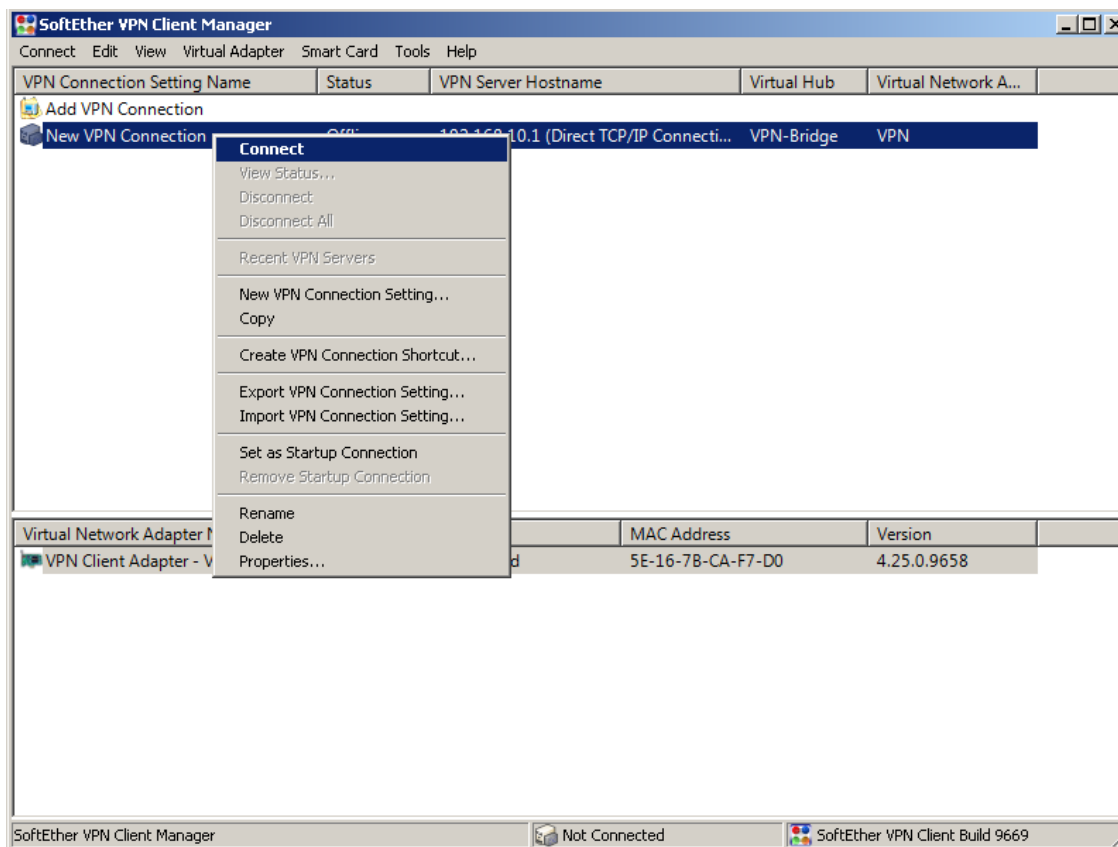 SoftEther VPN Client Manager
Connect Edit View Virtual Adapter Smart Card Tools Help
VPN Connection Setting Name Status VPN Server Hostname Virtual Hub Virtual Network A...
Add VPN Connection
New VPN Connection 10.1 (Direct TCP/IP Connecti... VPN-Bridge VPN
Connect
View Status...
Disconnect
Disconnect All
Recent VPN Servers
New VPN Connection Setting...
Copy
Create VPN Connection Shortcut...
Export VPN Connection Setting...
Import VPN Connection Setting...
Set as Startup Connection
Remove Startup Connection
Rename
Delete
Properties...
Virtual Network Adapter MAC Address Version
VPN Client Adapter - V d 5E-16-7B-CA-F7-D0 4.25.0.9658
SoftEther VPN Client Manager Not Connected SoftEther VPN Client Build 9669